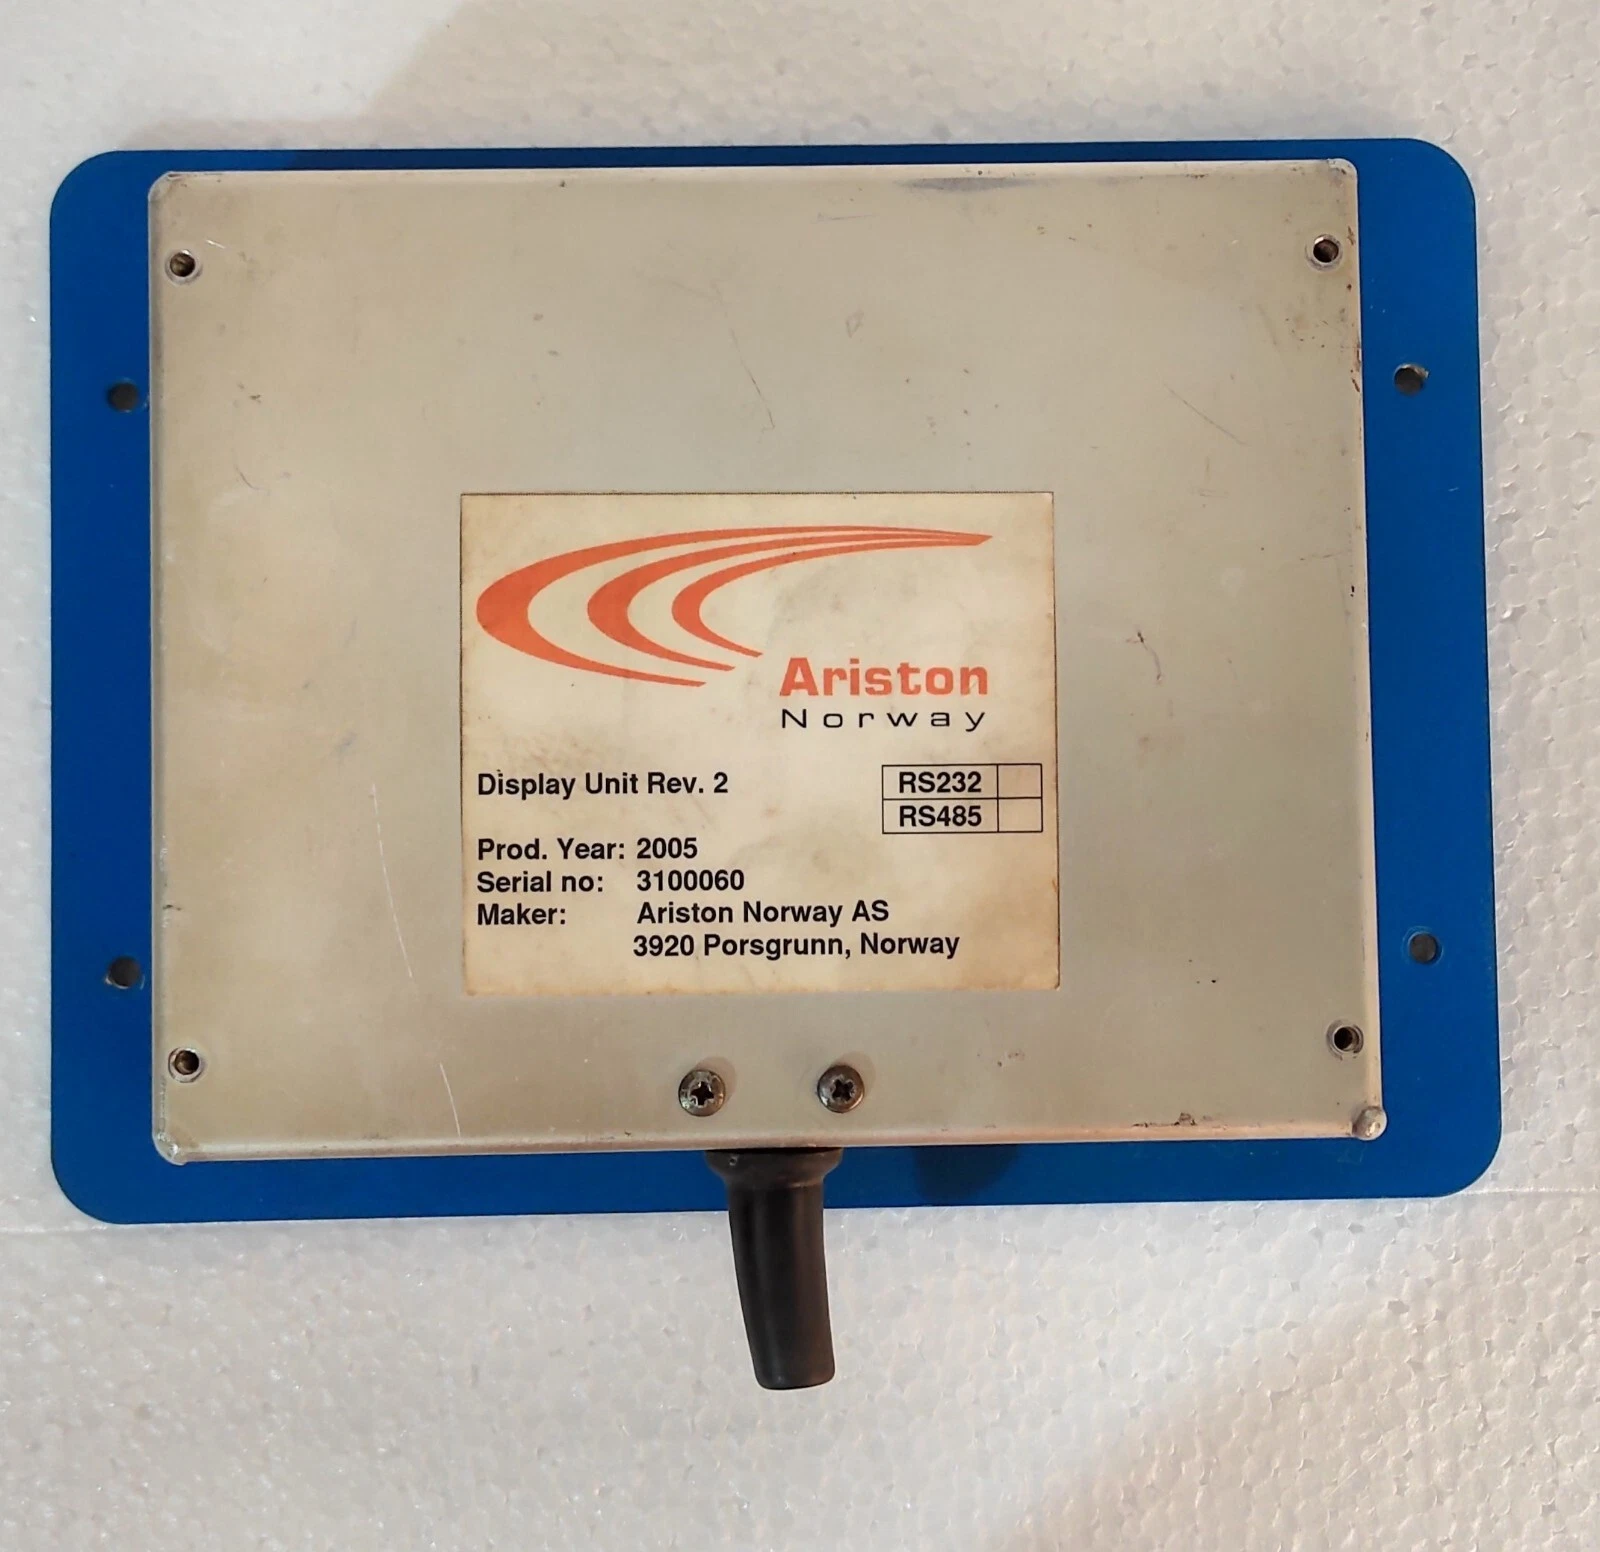 Ariston
Norway
Display Unit Rev. 2
RS232
RS485
Prod. Year: 2005
Serial no: 3100060
Maker: Ariston Norway AS
3920 Porsgrunn, Norway